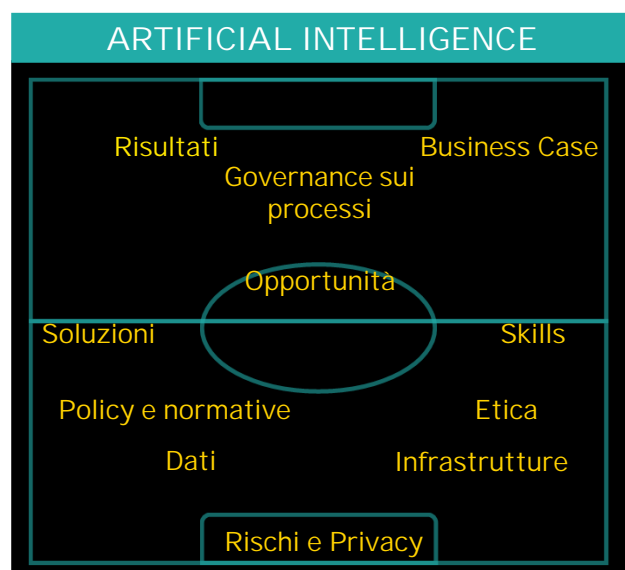 ARTIFICIAL INTELLIGENCE
Risultati
Business Case
Governance sui
processi
Opportunità
Soluzioni
Skills
Policy e normative
Etica
Dati
Infrastrutture
Rischi e Privacy